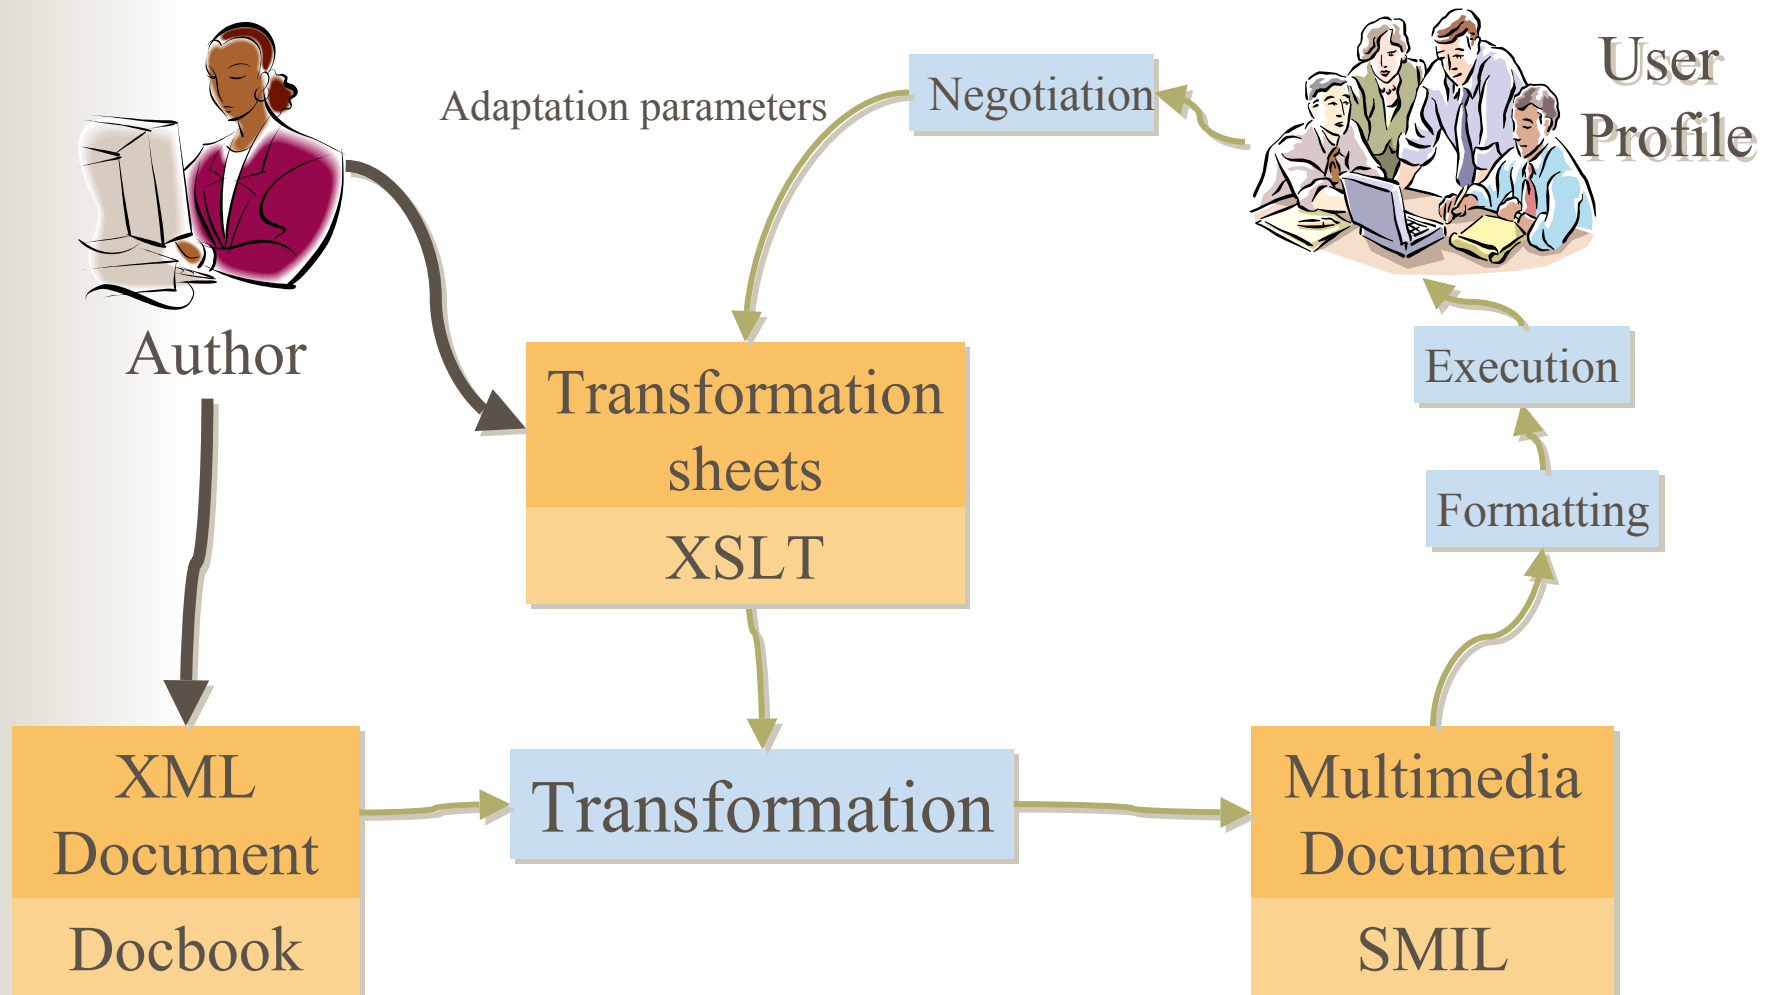 User
Profile
Negotiation
Adaptation parameters
Author
Transformation
sheets
XSLT
Execution
Formatting
XML
Document
Docbook
Transformation
Multimedia
Document
SMIL